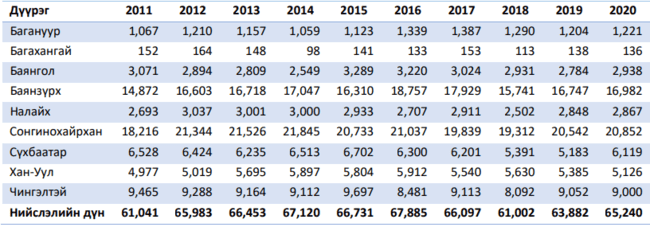 Дүүрэг 2011 2012 2013 2014 2015 2016 2017 2018 2019 2020
Багануур 1,067 1,210 1,157 1,059 1,123 1,339 1,387 1,290 1,204 1,221
Багахангай 152 164 148 98 141 133 153 113 138 136
Баянгол 3,071 2,894 2,809 2,549 3,289 3,220 3,024 2,931 2,784 2,938
Баянзүрх 14,872 16,603 16,718 17,047 16,310 18,757 17,929 15,741 16,747 16,982
Налайх 2,693 3,037 3,001 3,000 2,933 2,707 2,911 2,502 2,848 2,867
Сонгинохайрхан 18,216 21,344 21,526 21,845 20,733 21,037 19,839 19,312 20,542 20,852
Сүхбаатар 6,528 6,424 6,235 6,513 6,702 6,300 6,201 5,391 5,183 6,119
Хан-Уул 4,977 5,019 5,695 5,897 5,804 5,912 5,540 5,630 5,385 5,126
Чингэлтэй 9,465 9,288 9,164 9,112 9,697 8,481 9,113 8,092 9,052 9,000
Нийслэлийн дүн 61,041 65,983 66,453 67,120 66,731 67,885 66,097 61,002 63,882 65,240